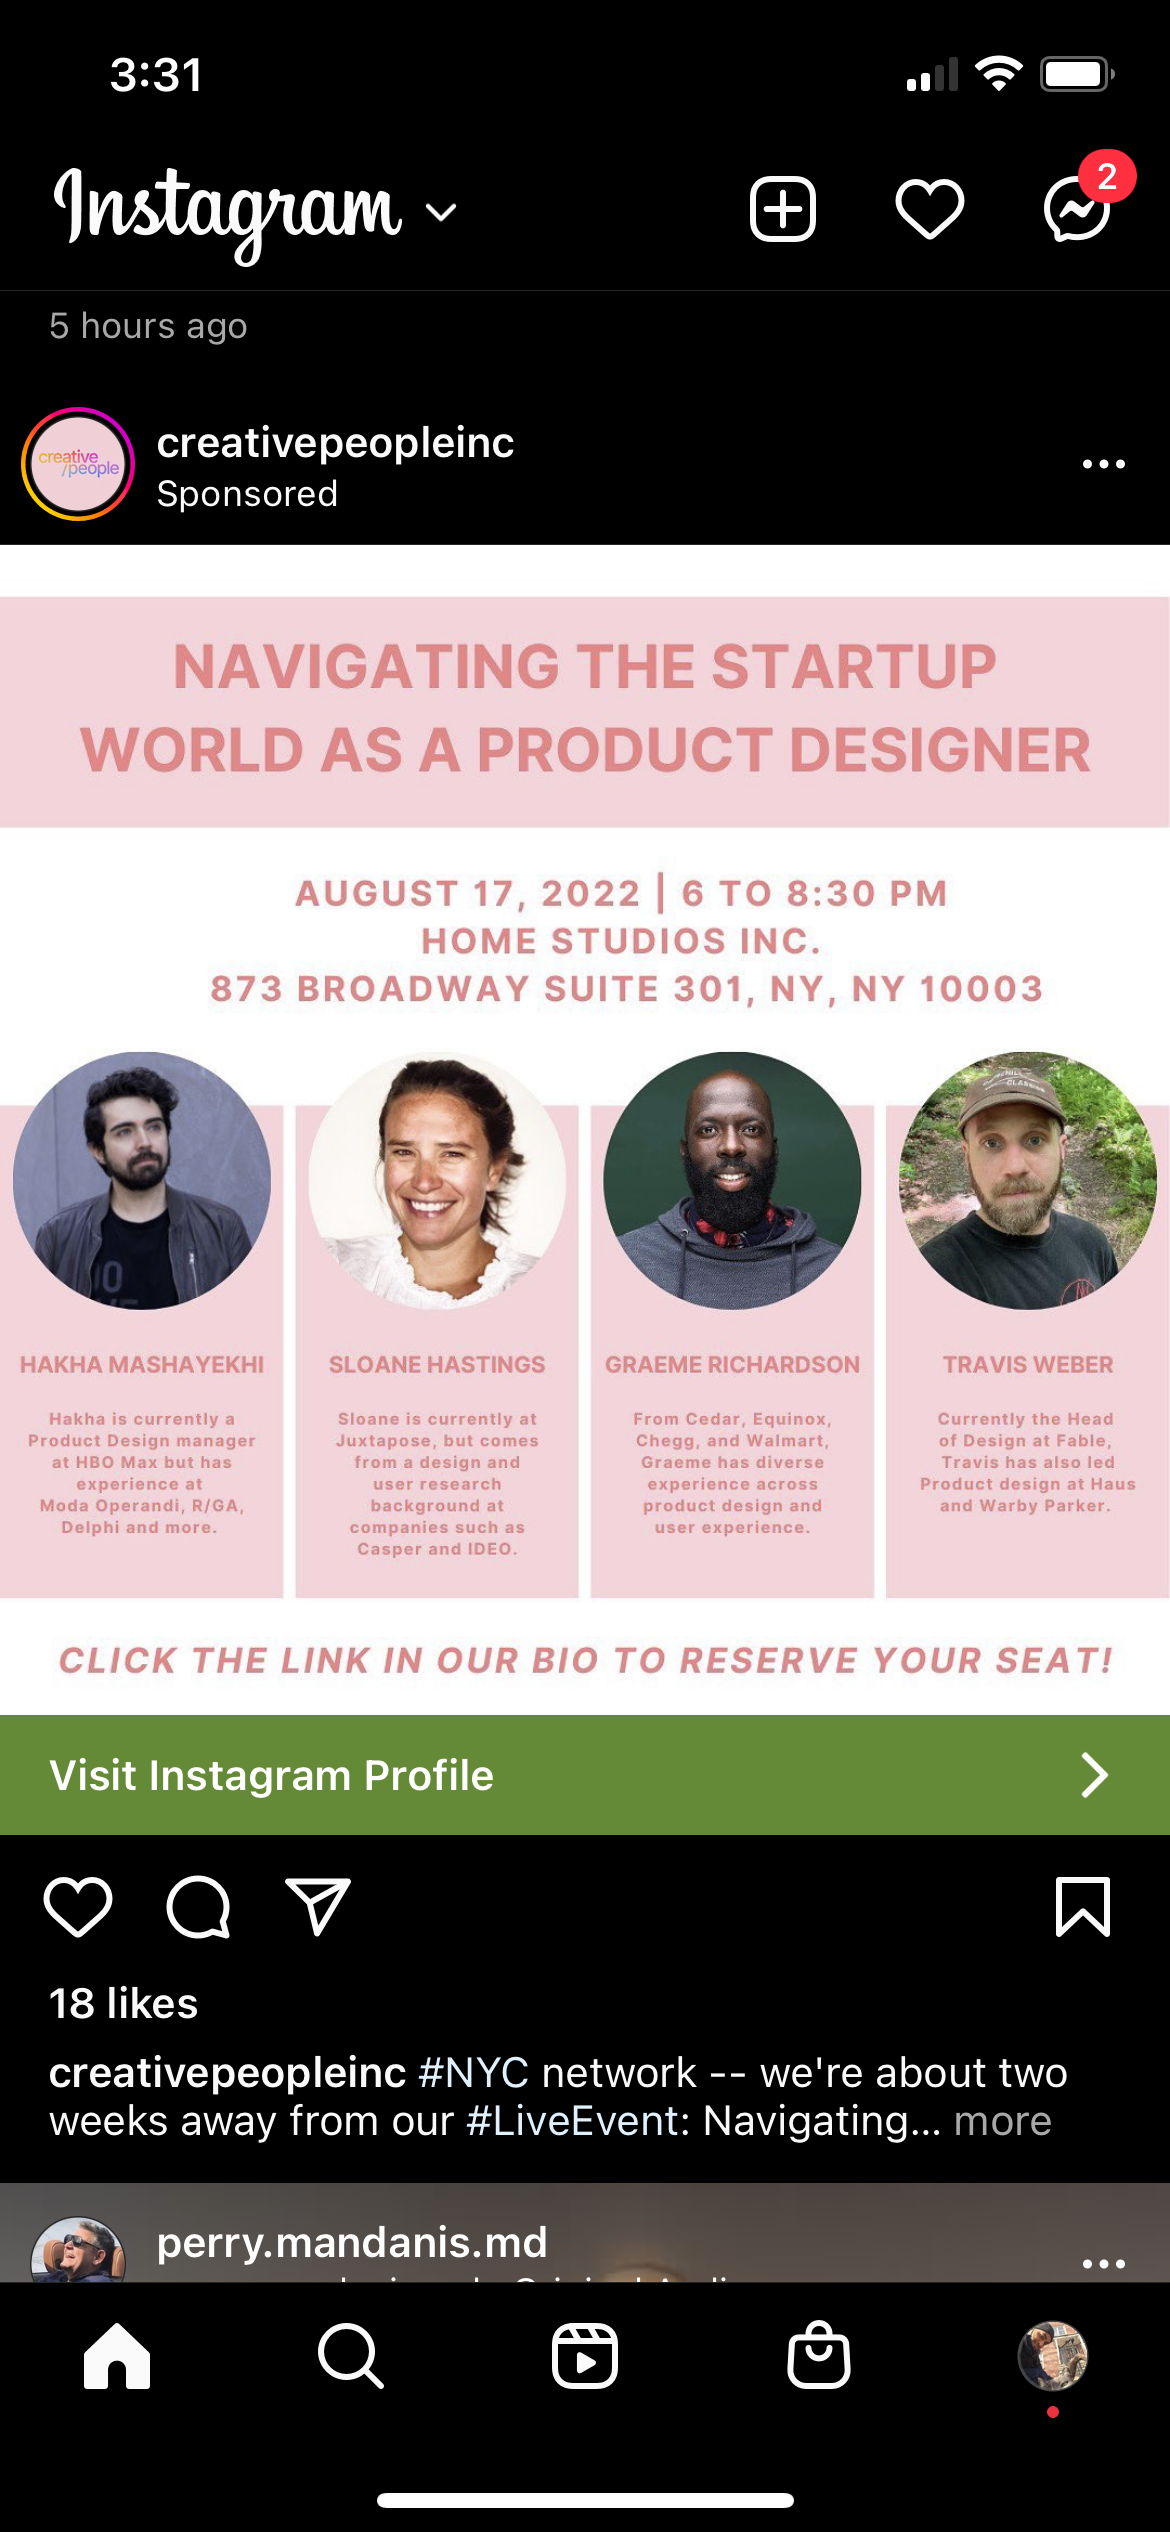 3:31
Instagram
2
5 hours ago
creative
/people
creativepeopleinc
Sponsored
NAVIGATING THE STARTUP
WORLD AS A PRODUCT DESIGNER
AUGUST 17, 2022 | 6 TO 8:30 PM
HOME STUDIOS INC.
873 BROADWAY SUITE 301, NY, NY 10003
HAKHA MASHAYEKHI
Hakha is currently a
Product Design manager
at HBO Max but has
experience at
Moda Operandi, R/GA,
Delphi and more.
SLOANE HASTINGS
Sloane is currently at
Juxtapose, but comes
from a design and
user research
background at
companies such as
Casper and IDEO.
GRAEME RICHARDSON
From Cedar, Equinox,
Chegg, and Walmart,
Graeme has diverse
experience across
product design and
user experience.
TRAVIS WEBER
Currently the Head
of Design at Fable,
Travis has also led
Product design at Haus
and Warby Parker.
CLICK THE LINK IN OUR BIO TO RESERVE YOUR SEAT!
Visit Instagram Profile
18 likes
creativepeopleinc #NYC network -- we're about two
weeks away from our #LiveEvent: Navigating... more
perry.mandanis.md